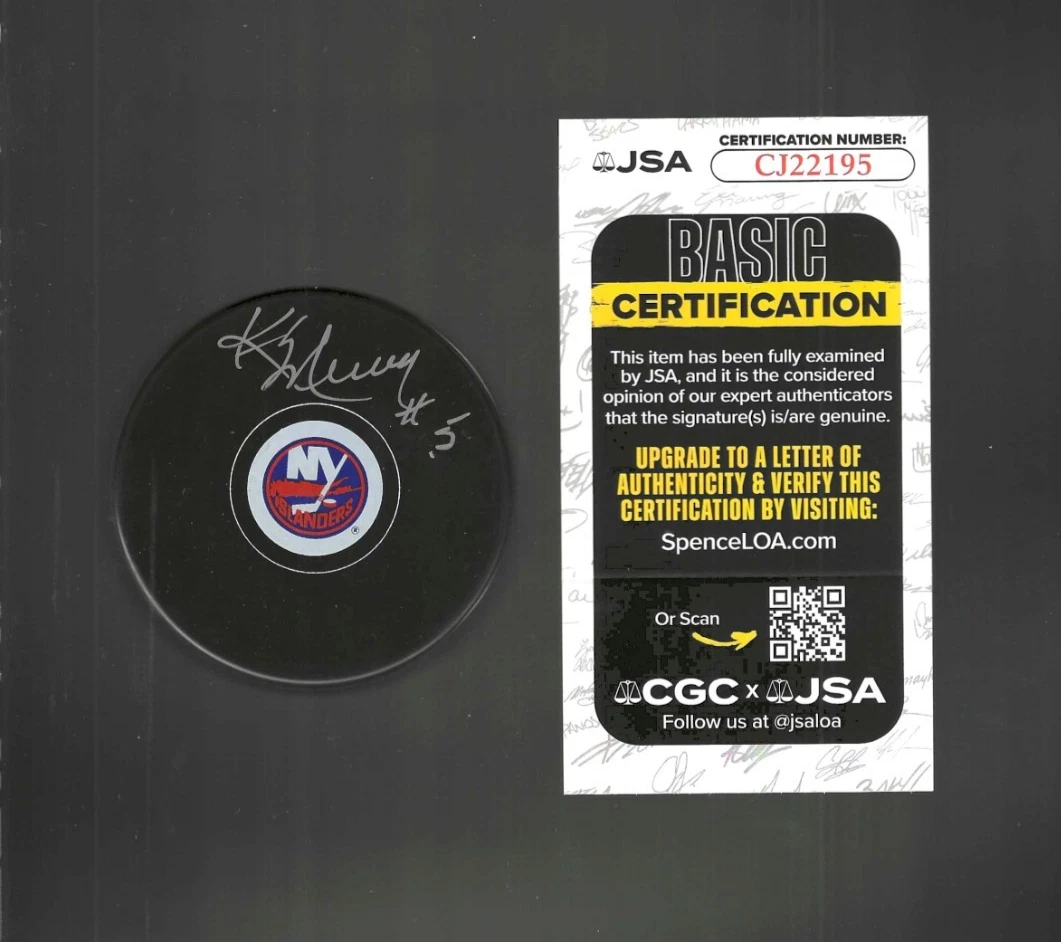 #5
NY
ISLANDERS
®
JSA
CERTIFICATION NUMBER:
CJ22195
BASIC
CERTIFICATION
This item has been fully examined
by JSA, and it is the considered
opinion of our expert authenticators
that the signature(s) is/are genuine.
UPGRADE TO A LETTER OF
AUTHENTICITY & VERIFY THIS
CERTIFICATION BY VISITING:
SpenceLOA.com
Or Scan
CGC x JSA
Follow us at @jsaloa